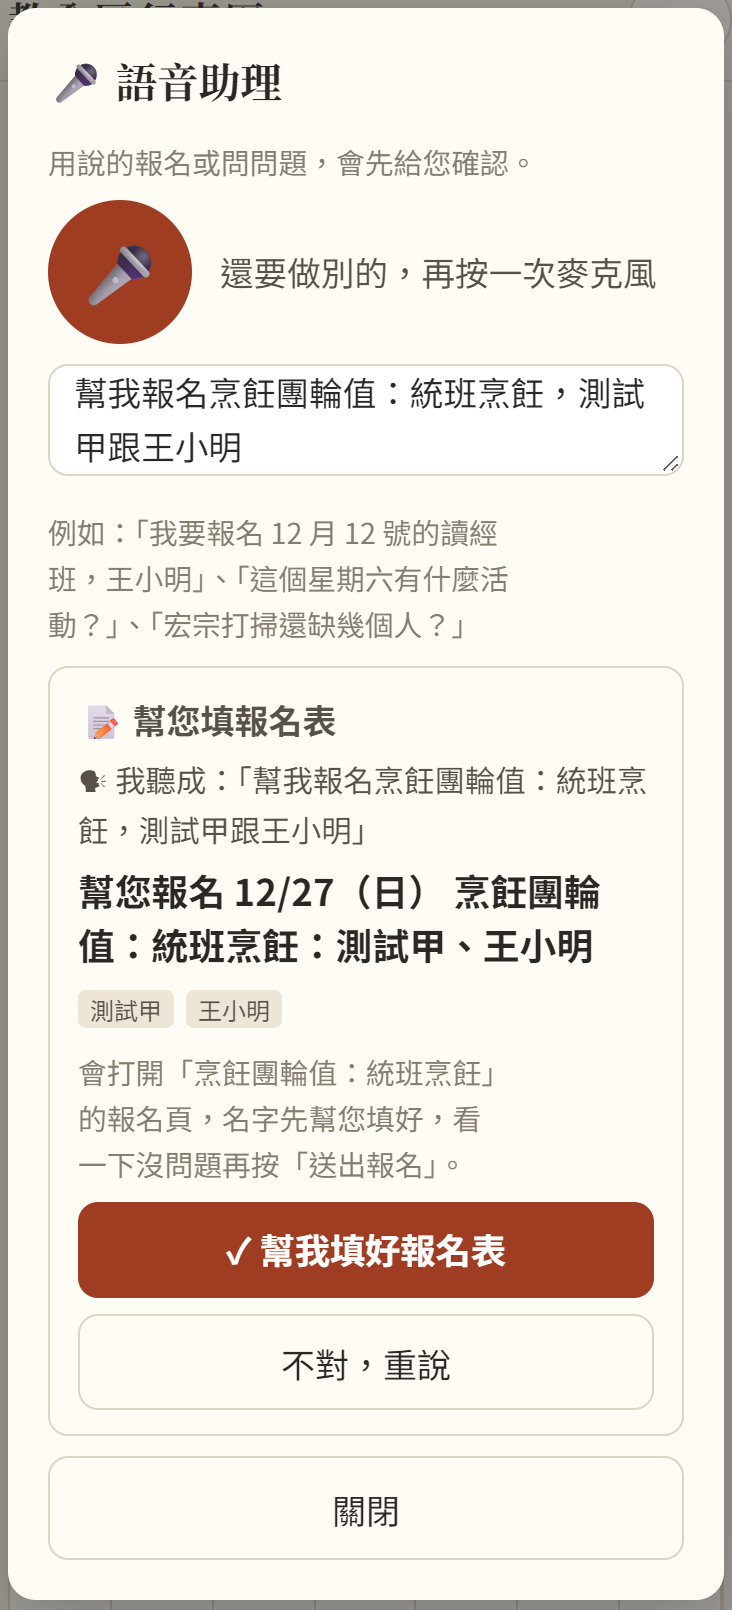 語音助理
用說的報名或問問題，會先給您確認。
還要做別的，再按一次麥克風
幫我報名烹飪團輪值：統班烹飪，測試
甲跟王小明
例如：「我要報名 12 月 12 號的讀經
班，王小明」、「這個星期六有什麼活
動？」、「宏宗打掃還缺幾個人？」
幫您填報名表
我聽成：「幫我報名烹飪團輪值：統班烹
飪，測試甲跟王小明」
幫您報名 12/27（日） 烹飪團輪
值：統班烹飪：測試甲、王小明
測試甲 王小明
會打開「烹飪團輪值：統班烹飪」
的報名頁，名字先幫您填好，看
一下沒問題再按「送出報名」。
✓ 幫我填好報名表
不對，重說
關閉